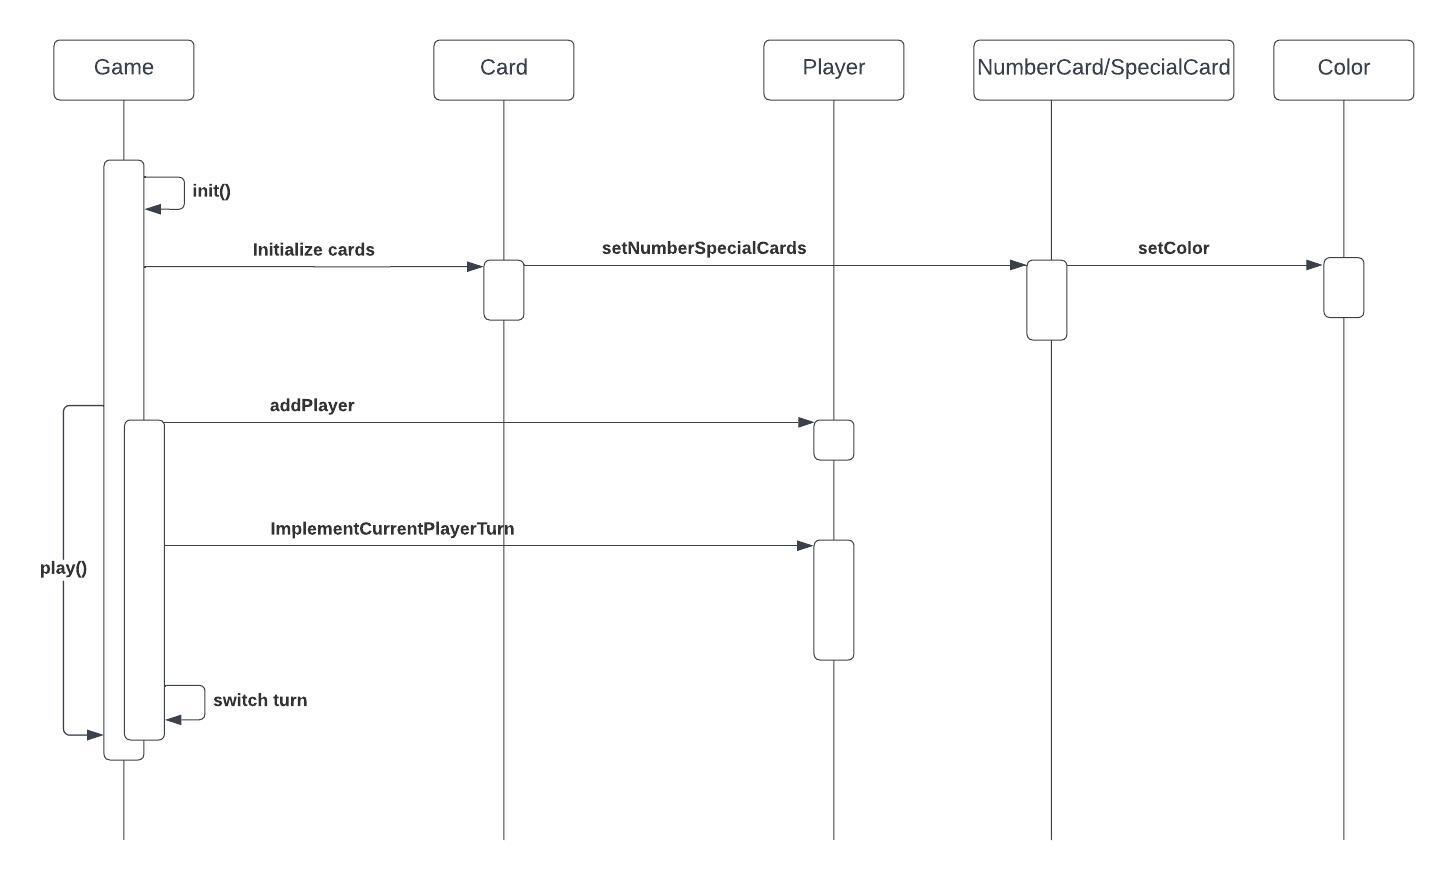 Game
Card
Player
NumberCard/SpecialCard
Color
init()
Initialize cards
setNumberSpecialCards
setColor
addPlayer
ImplementCurrentPlayerTurn
play()
switch turn